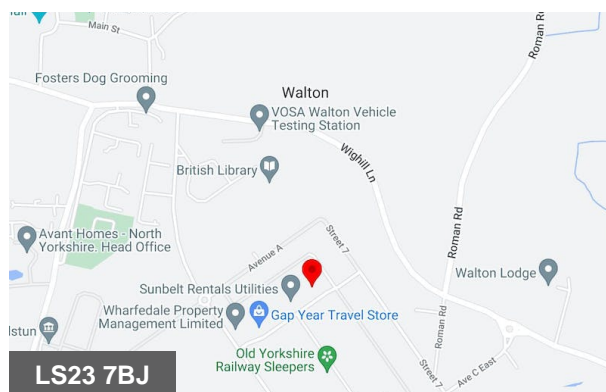 Main St
Roman Rd
Fosters Dog Grooming
Walton
VOSA Walton Vehicle
Testing Station
Wighill Ln
British Library
Roman Rd
Avant Homes - North
Yorkshire. Head Office
Avenue A
Street 7
Walton Lodge
Sunbelt Rentals Utilities
Wharfedale Property
Management Limited
Gap Year Travel Store
Roman Rd
Old Yorkshire
Railway Sleepers
Street 7
Ave C East
LS23 7BJ